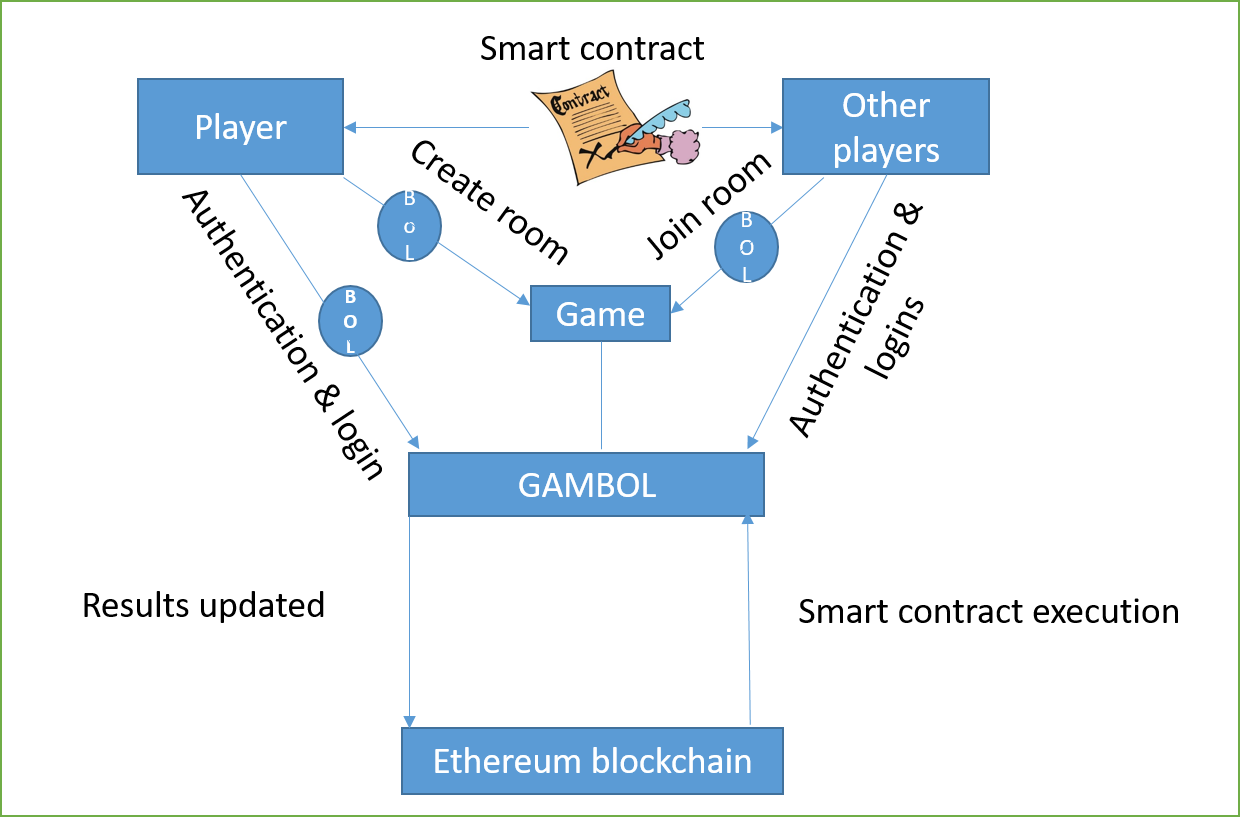 Smart contract
Player
Contract
Other
players
Create room
Join room
B
o
L
B
O
L
Authentication & login
B
O
L
Authentication &
logins
Game
GAMBOL
Results updated
Smart contract execution
Ethereum blockchain